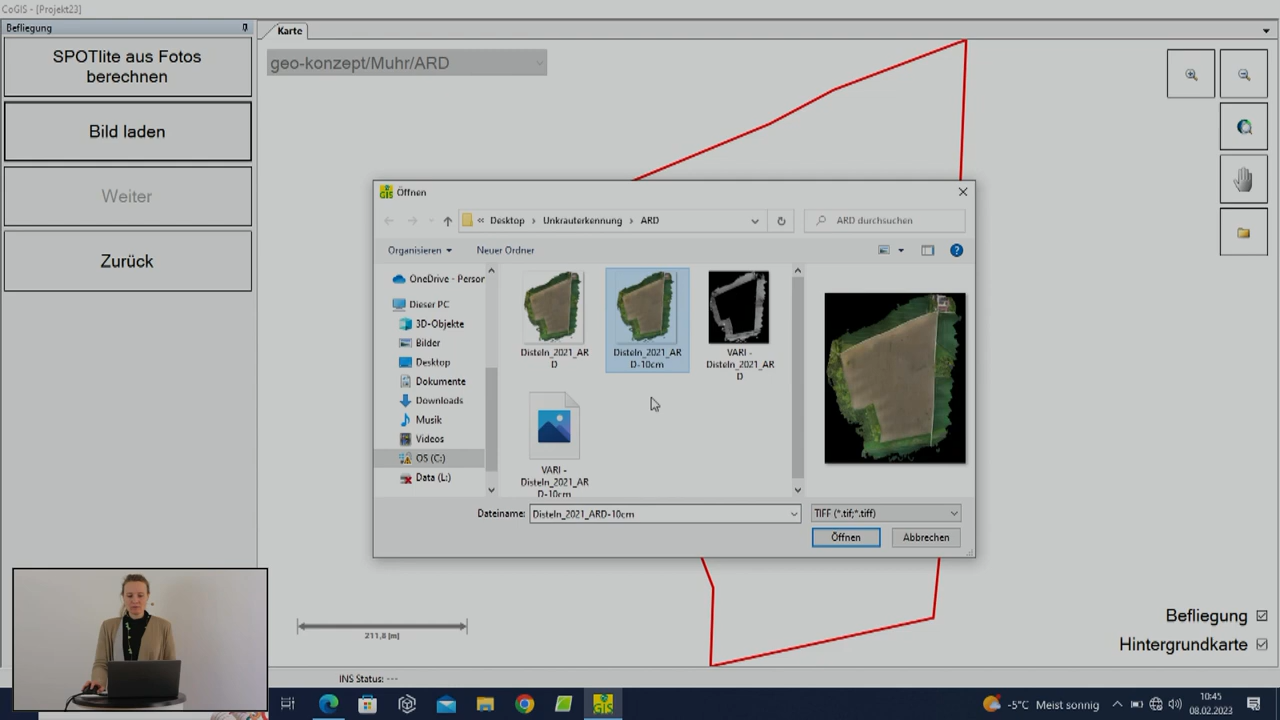 CoGIS - [Projekt23]
Befliegung
SPOTlite aus Fotos
berechnen
Bild laden
Weiter
Zurück
Karte
geo-konzept/Muhr/ARD
211,8 [m]
Befliegung
Hintergrundkarte
INS Status: ---
GIS Öffnen
« Desktop › Unkrauterkennung › ARD
ARD durchsuchen
Organisieren
Neuer Ordner
OneDrive - Person
Dieser PC
3D-Objekte
Bilder
Desktop
Dokumente
Downloads
Musik
Videos
OS (C:)
Data (L:)
Disteln_2021_AR
D
Disteln_2021_AR
D-10cm
VARI -
Disteln_2021_AR
D
VARI -
Disteln_2021_AR
D-10cm
Dateiname:
Disteln_2021_ARD-10cm
TIFF (*.tif;*.tiff)
Öffnen
Abbrechen
GIS
-5°C Meist sonnig
10:45
08.02.2023